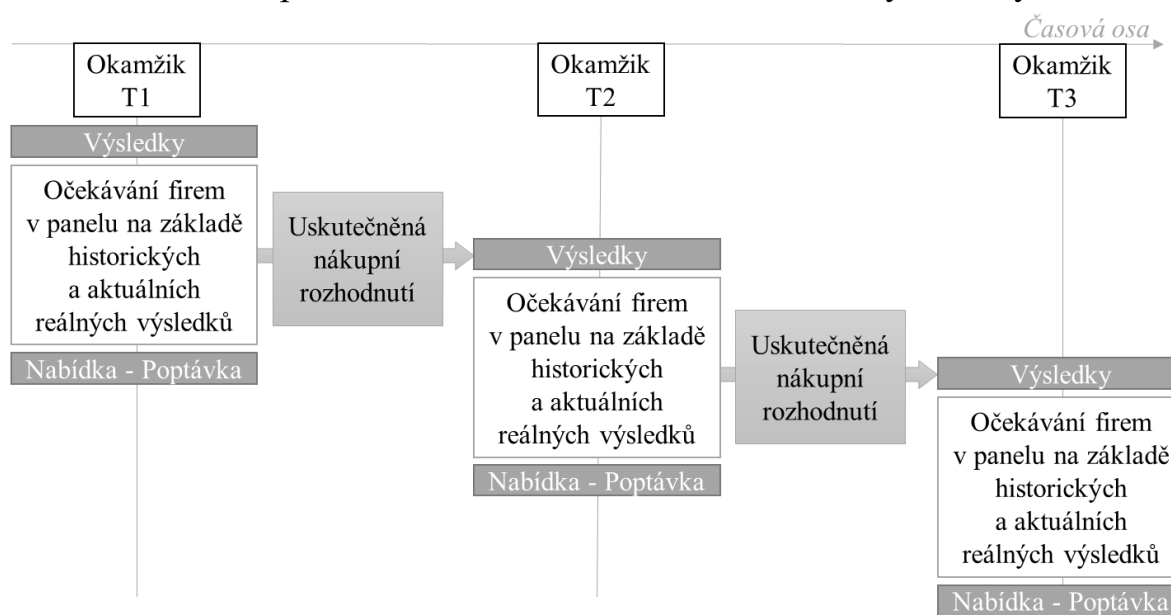 Časová osa
Okamžik
T1
Okamžik
T2
Okamžik
T3
Výsledky
Očekávání firem
v panelu na základě
historických
a aktuálních
reálných výsledků
Nabídka - Poptávka
Uskutečněná
nákupní
rozhodnutí
Výsledky
Očekávání firem
v panelu na základě
historických
a aktuálních
reálných výsledků
Nabídka - Poptávka
Uskutečněná
nákupní
rozhodnutí
Výsledky
Očekávání firem
v panelu na základě
historických
a aktuálních
reálných výsledků
Nabídka - Poptávka